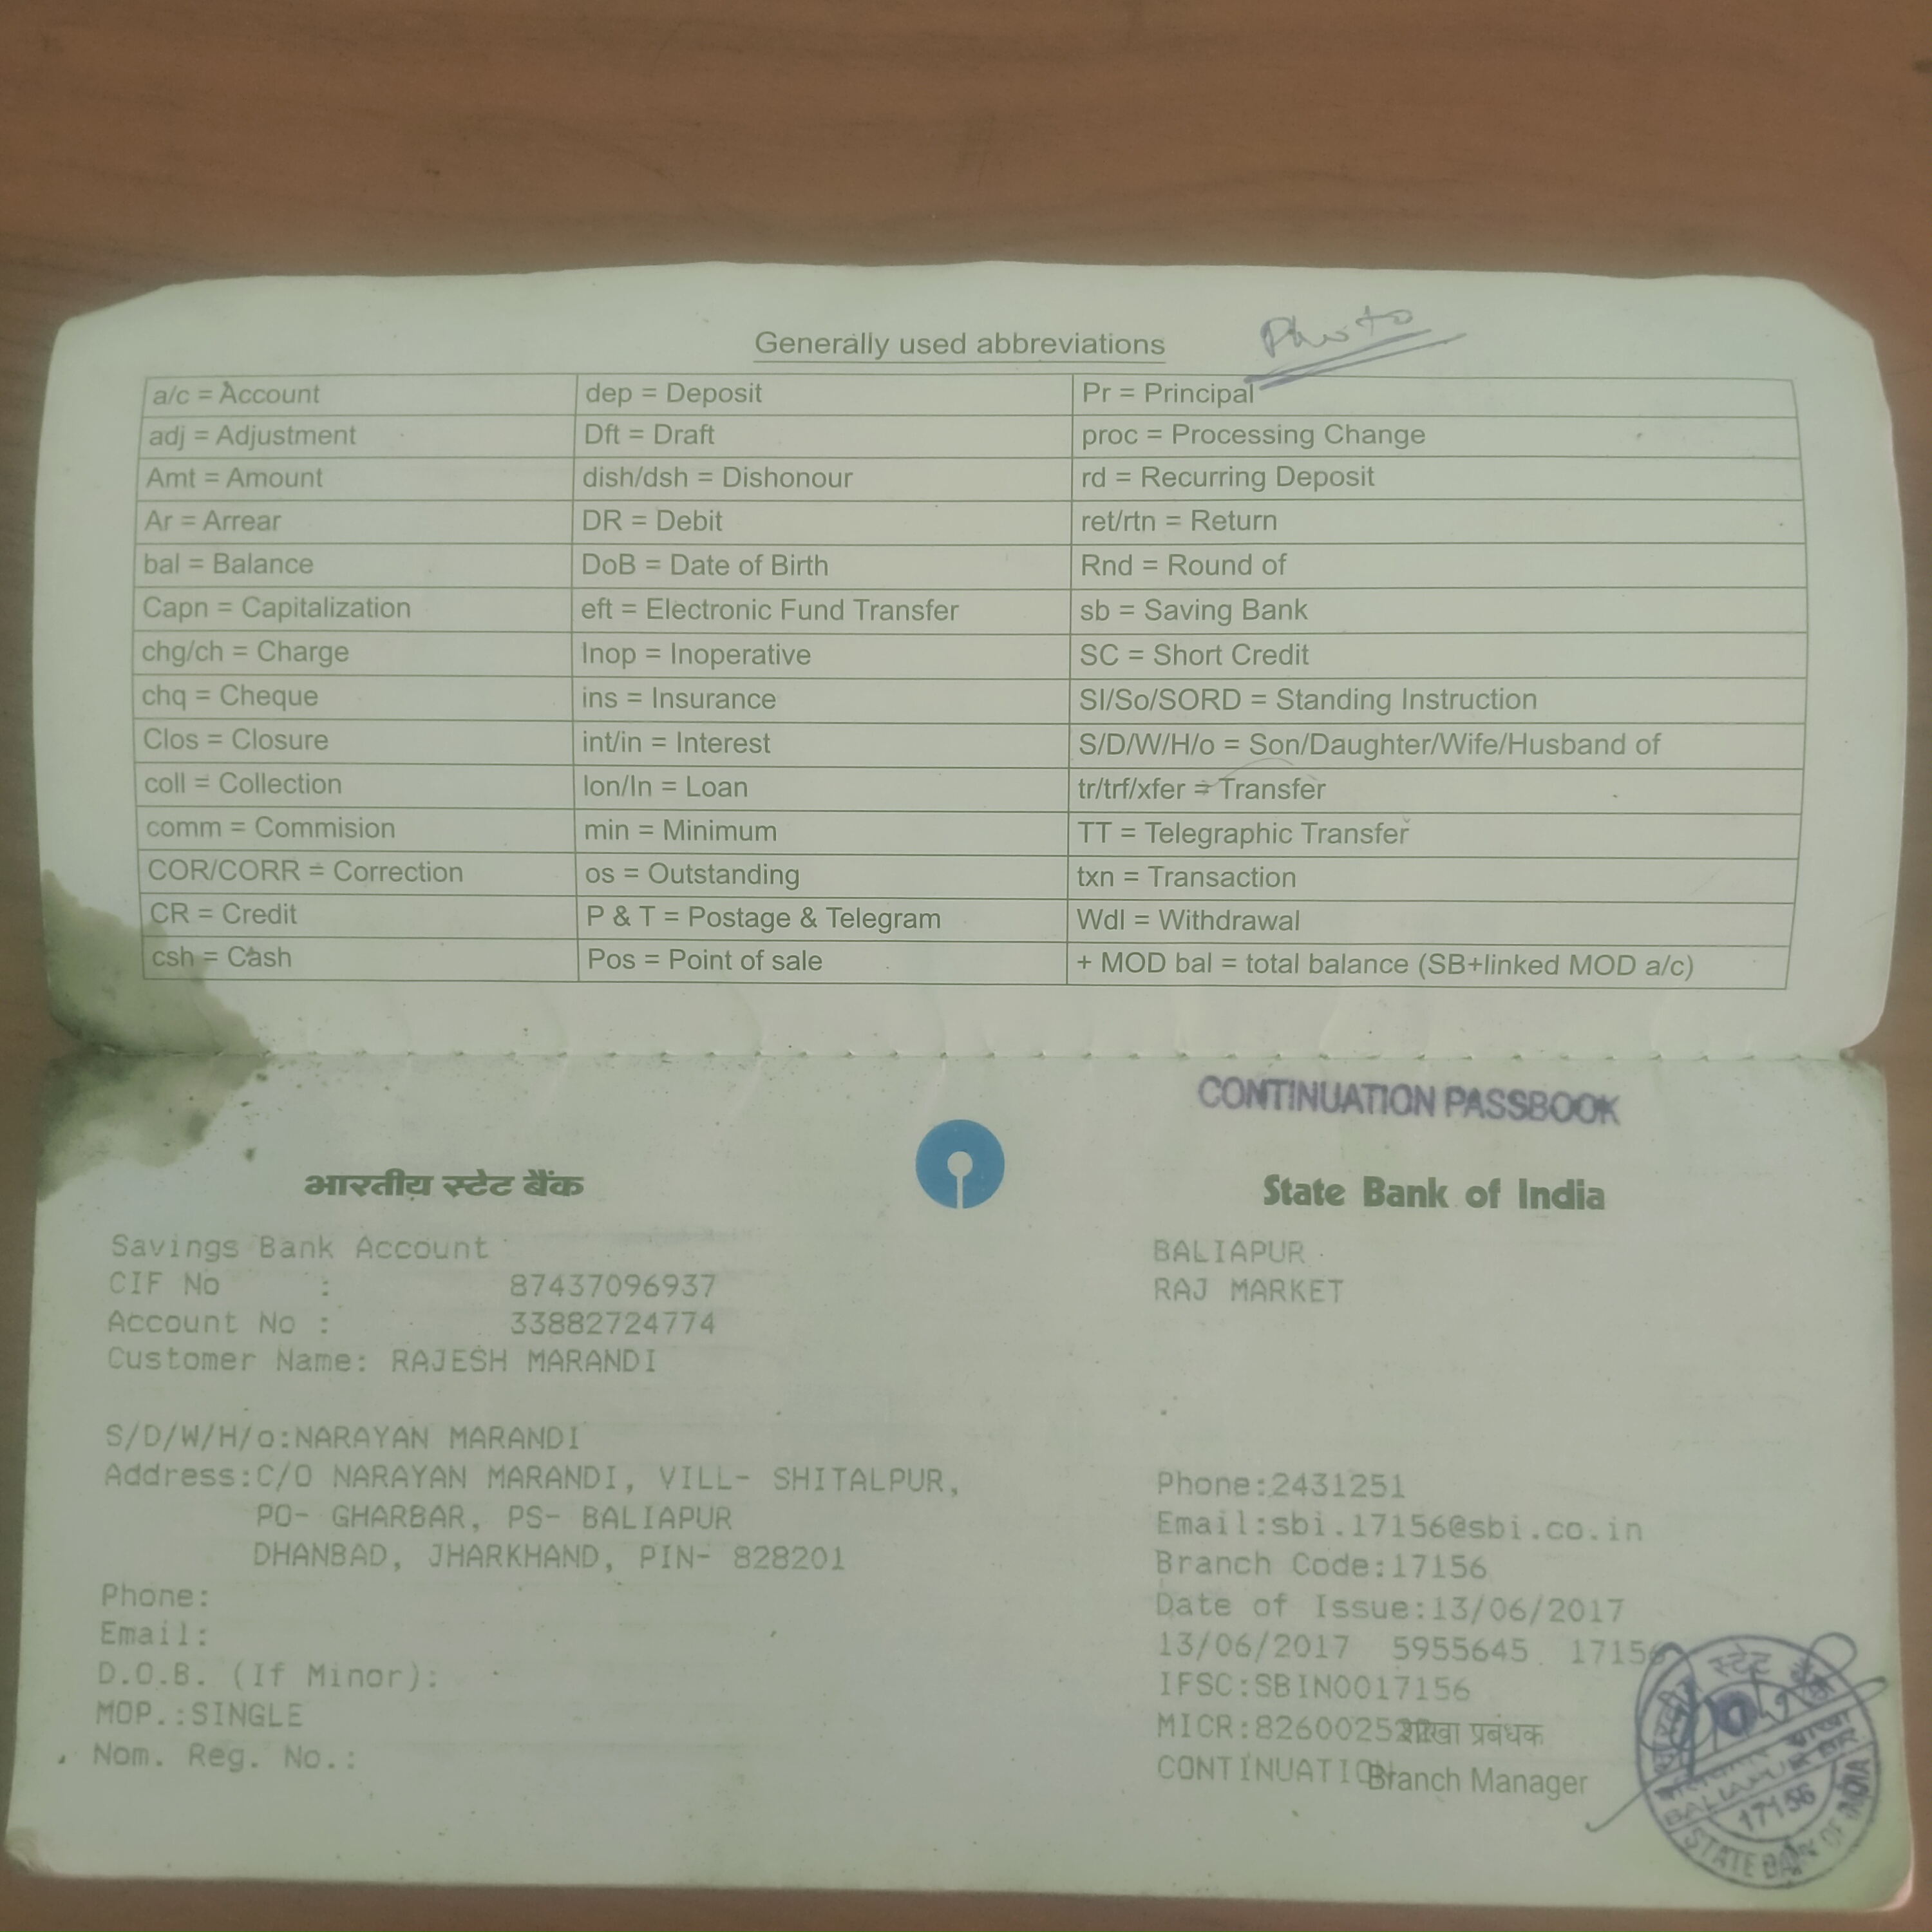 Generally used abbreviations
Photo
a/c = Account dep = Deposit Pr = Principal
adj = Adjustment Dft = Draft proc = Processing Change
Amt = Amount dish/dsh = Dishonour rd = Recurring Deposit
Ar = Arrear DR = Debit ret/rtn = Return
bal = Balance DoB = Date of Birth Rnd = Round of
Capn = Capitalization eft = Electronic Fund Transfer sb = Saving Bank
chg/ch = Charge Inop = Inoperative SC = Short Credit
chq = Cheque ins = Insurance SI/So/SORD = Standing Instruction
Clos = Closure int/in = Interest S/D/W/H/o = Son/Daughter/Wife/Husband of
coll = Collection lon/ln = Loan tr/trf/xfer = Transfer
comm = Commision min = Minimum TT = Telegraphic Transfer
COR/CORR = Correction os = Outstanding txn = Transaction
CR = Credit P & T = Postage & Telegram Wdl = Withdrawal
csh = Cash Pos = Point of sale + MOD bal = total balance (SB+linked MOD a/c)
CONTINUATION PASSBOOK
भारतीय स्टेट बैंक State Bank of India
Savings Bank Account BALIAPUR
CIF No : 87437096937 RAJ MARKET
Account No : 33882724774
Customer Name: RAJESH MARANDI
S/D/W/H/o:NARAYAN MARANDI
Address:C/O NARAYAN MARANDI, VILL- SHITALPUR, Phone:2431251
PO- GHARBAR, PS- BALIAPUR Email:sbi.17156@sbi.co.in
DHANBAD, JHARKHAND, PIN- 828201 Branch Code:17156
Phone: Date of Issue:13/06/2017
Email: 13/06/2017 5955645 17156
D.O.B. (If Minor): IFSC:SBIN0017156
MOP.:SINGLE शाखा प्रबंधक
Nom. Reg. No.: CONTINUATION Branch Manager
स्टेट बैंक
BALIAPUR
17156
STATE BANK OF INDIA